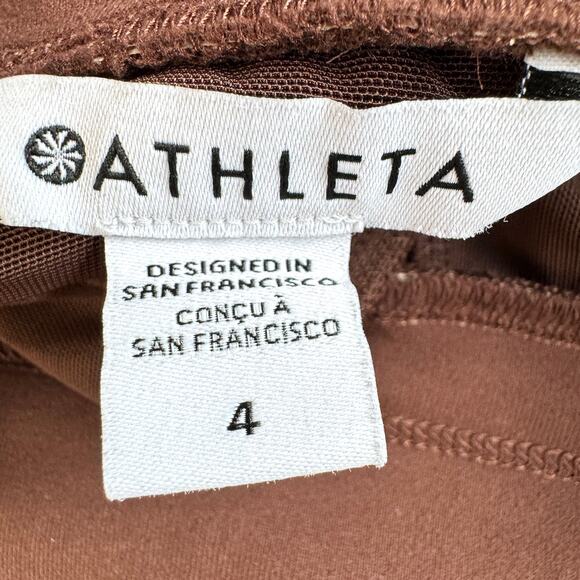 ATHLETA
DESIGNED IN
SAN FRANCISCO
CONÇU À
SAN FRANCISCO
4